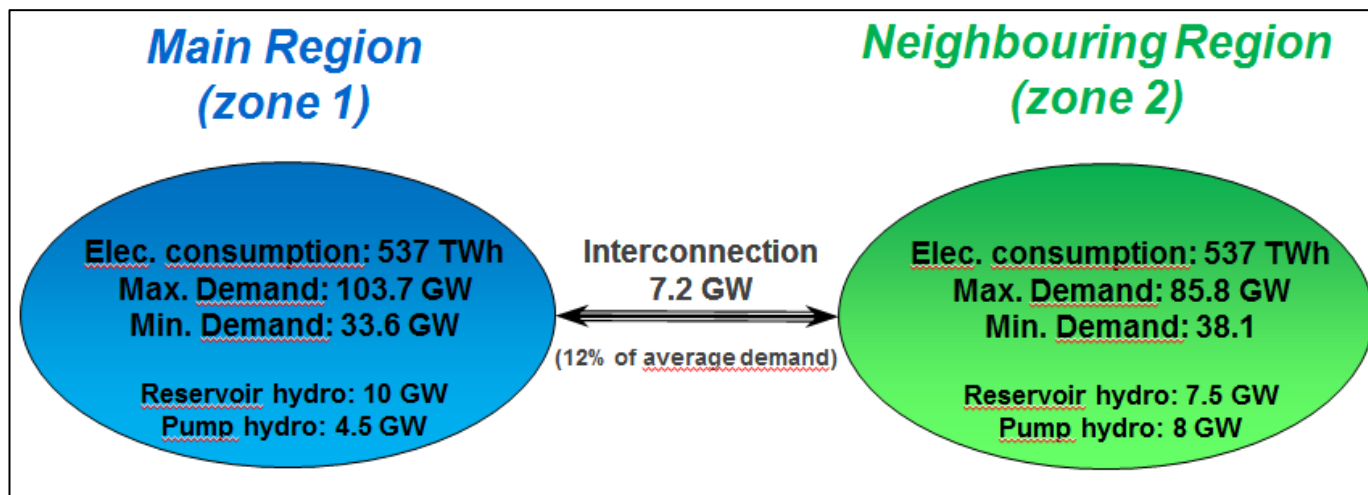 Main Region
(zone 1)
Elec. consumption: 537 TWh
Max. Demand: 103.7 GW
Min. Demand: 33.6 GW
Reservoir hydro: 10 GW
Pump hydro: 4.5 GW
Interconnection
7.2 GW
(12% of average demand)
Neighbouring Region
(zone 2)
Elec. consumption: 537 TWh
Max. Demand: 85.8 GW
Min. Demand: 38.1
Reservoir hydro: 7.5 GW
Pump hydro: 8 GW